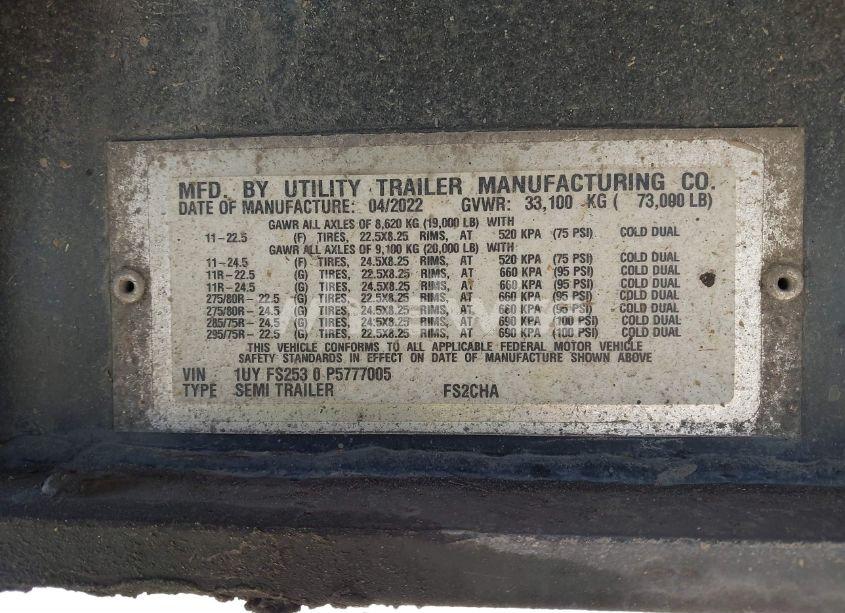 MFD. BY UTILITY TRAILER MANUFACTURING CO.
DATE OF MANUFACTURE: 04/2022 GVWR: 33,100 KG ( 73,000 LB)
GAWR ALL AXLES OF 8,620 KG (19,000 LB) WITH
11-22.5 (F) TIRES, 22.5X8.25 RIMS, AT 520 KPA (75 PSI) COLD DUAL
GAWR ALL AXLES OF 9,100 KG (20,000 LB) WITH
11-24.5 (F) TIRES, 24.5X8.25 RIMS, AT 520 KPA (75 PSI) COLD DUAL
11R-22.5 (G) TIRES, 22.5X8.25 RIMS, AT 660 KPA (95 PSI) COLD DUAL
11R-24.5 (G) TIRES, 24.5X8.25 RIMS, AT 660 KPA (95 PSI) COLD DUAL
275/80R-22.5 (G) TIRES, 22.5X8.25 RIMS, AT 660 KPA (95 PSI) COLD DUAL
275/80R-24.5 (G) TIRES, 24.5X8.25 RIMS, AT 660 KPA (95 PSI) COLD DUAL
285/75R-24.5 (G) TIRES, 24.5X8.25 RIMS, AT 690 KPA (100 PSI) COLD DUAL
295/75R-22.5 (G) TIRES, 22.5X8.25 RIMS, AT 690 KPA (100 PSI) COLD DUAL
THIS VEHICLE CONFORMS TO ALL APPLICABLE FEDERAL MOTOR VEHICLE
SAFETY STANDARDS IN EFFECT ON DATE OF MANUFACTURE SHOWN ABOVE
VIN 1UY FS253 0 P5777005
TYPE SEMI TRAILER FS2CHA